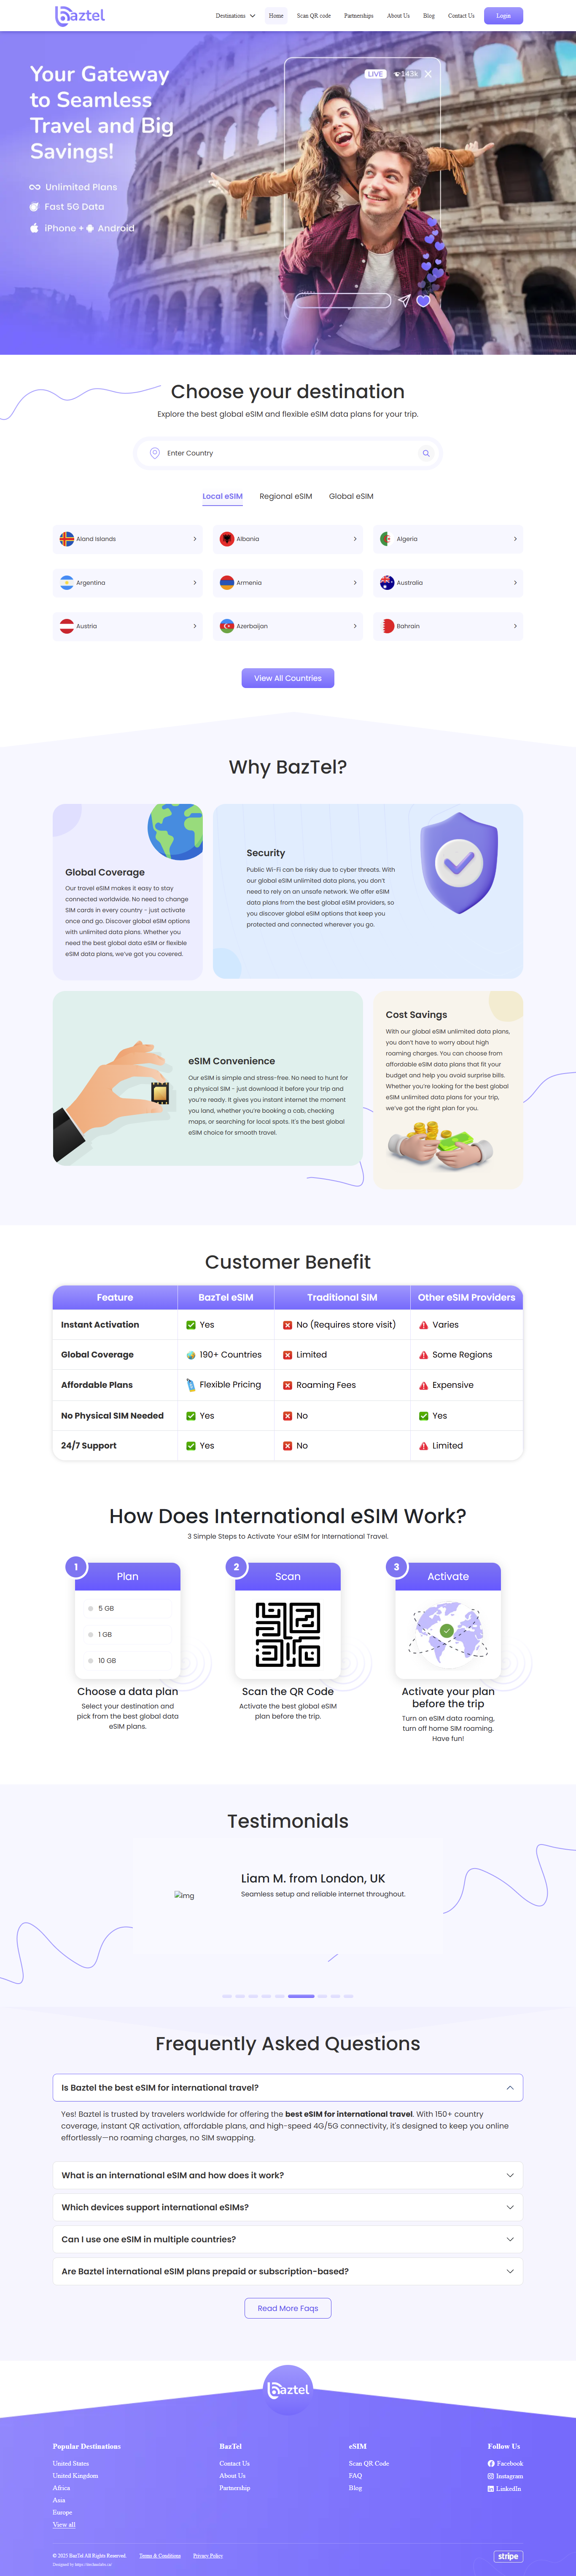 baztel
Destinations
Home
Scan QR code
Partnerships
About Us
Blog
Contact Us
Login
Your Gateway
to Seamless
Travel and Big
Savings!
Unlimited Plans
Fast 5G Data
iPhone + Android
LIVE
143k
Choose your destination
Explore the best global eSIM and flexible eSIM data plans for your trip.
Enter Country
Local eSIM
Regional eSIM
Global eSIM
Aland Islands
Albania
Algeria
Argentina
Armenia
Australia
Austria
Azerbaijan
Bahrain
View All Countries
Why BazTel?
Global Coverage
Our travel eSIM makes it easy to stay
connected worldwide. No need to change
SIM cards in every country - just activate
once and go. Discover global eSIM options
with unlimited data plans. Whether you
need the best global data eSIM or flexible
eSIM data plans, we've got you covered.
Security
Public Wi-Fi can be risky due to cyber threats. With
our global eSIM unlimited data plans, you don't
need to rely on an unsafe network. We offer eSIM
data plans from the best global eSIM providers, so
you discover global eSIM options that keep you
protected and connected wherever you go.
eSIM Convenience
Our eSIM is simple and stress-free. No need to hunt for
a physical SIM - just download it before your trip and
you're ready. It gives you instant internet the moment
you land, whether you're booking a cab, checking
maps, or searching for local spots. It's the best global
eSIM choice for smooth travel.
Cost Savings
With our global eSIM unlimited data plans,
you don't have to worry about high
roaming charges. You can choose from
affordable eSIM data plans that fit your
budget and help you avoid surprise bills.
Whether you're looking for the best global
eSIM unlimited data plans for your trip,
we've got the right plan for you.
Customer Benefit
Feature
BazTel eSIM
Traditional SIM
Other eSIM Providers
Instant Activation
Yes
No (Requires store visit)
Varies
Global Coverage
190+ Countries
Limited
Some Regions
Affordable Plans
Flexible Pricing
Roaming Fees
Expensive
No Physical SIM Needed
Yes
No
Yes
24/7 Support
Yes
No
Limited
How Does International eSIM Work?
3 Simple Steps to Activate Your eSIM for International Travel.
1
Plan
5 GB
1 GB
10 GB
Choose a data plan
Select your destination and
pick from the best global data
eSIM plans.
2
Scan
Scan the QR Code
Activate the best global eSIM
plan before the trip.
3
Activate
Activate your plan
before the trip
Turn on eSIM data roaming,
turn off home SIM roaming.
Have fun!
Testimonials
img
Liam M. from London, UK
Seamless setup and reliable internet throughout.
Frequently Asked Questions
Is Baztel the best eSIM for international travel?
Yes! Baztel is trusted by travelers worldwide for offering the best eSIM for international travel. With 150+ country
coverage, instant QR activation, affordable plans, and high-speed 4G/5G connectivity, it's designed to keep you online
effortlessly—no roaming charges, no SIM swapping.
What is an international eSIM and how does it work?
Which devices support international eSIMs?
Can I use one eSIM in multiple countries?
Are Baztel international eSIM plans prepaid or subscription-based?
Read More Faqs
baztel
Popular Destinations
United States
United Kingdom
Africa
Asia
Europe
View all
BazTel
Contact Us
About Us
Partnership
eSIM
Scan QR Code
FAQ
Blog
Follow Us
Facebook
Instagram
LinkedIn
© 2025 BazTel All Rights Reserved.
Terms & Conditions
Privacy Policy
stripe